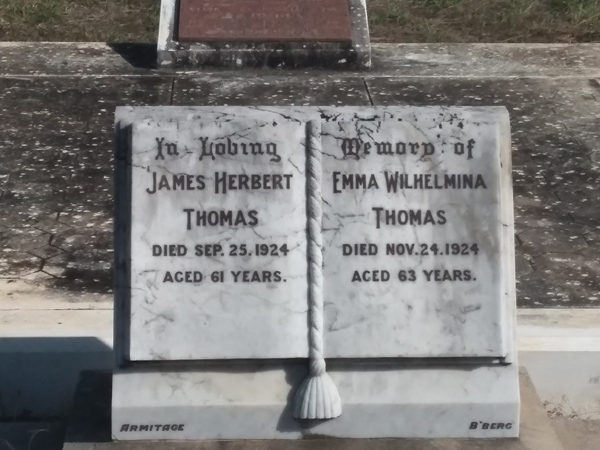 In Loving
James Herbert
Thomas
Died Sep. 25. 1924
Aged 61 Years.
Memory of
Emma Wilhelmina
Thomas
Died Nov. 24. 1924
Aged 63 Years.
Armitage
B'berg